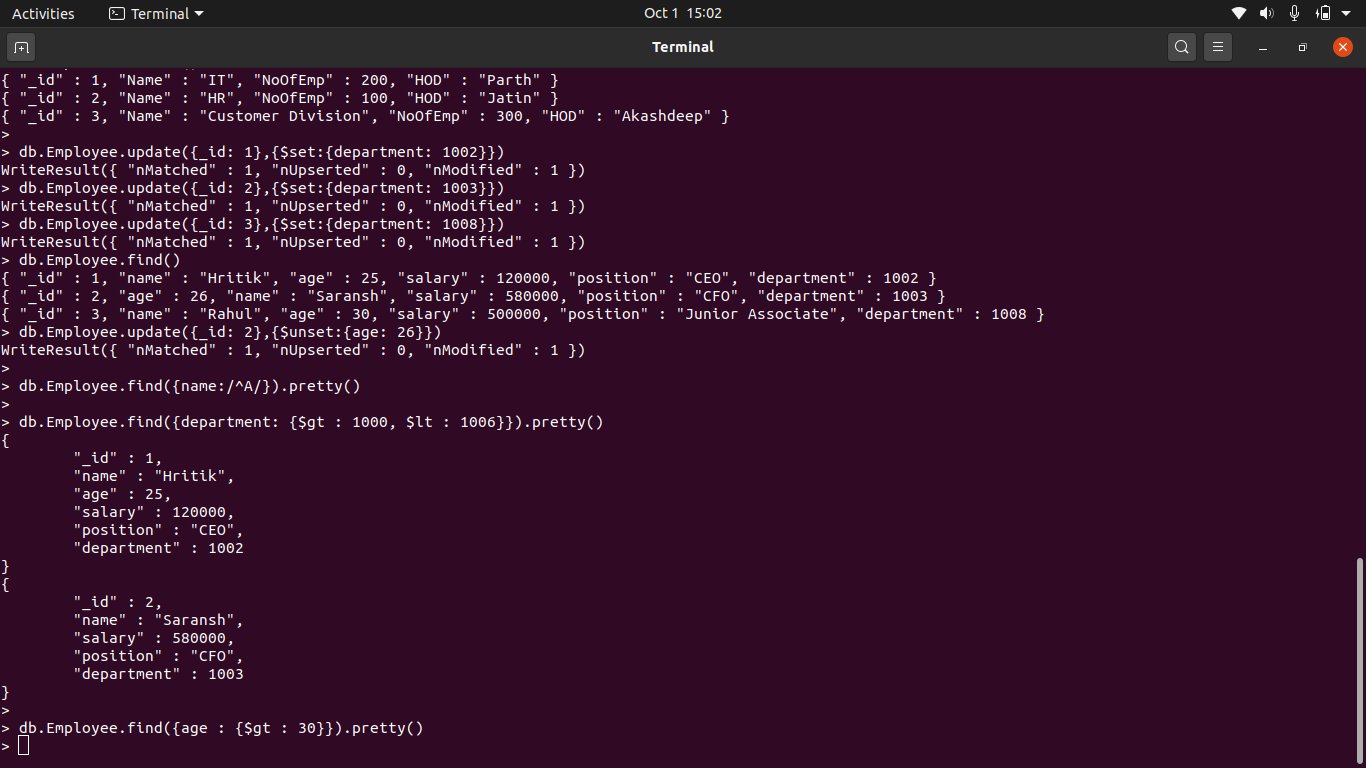 Activities Terminal Oct 1 15:02
Terminal
{ "_id" : 1, "Name" : "IT", "NoOfEmp" : 200, "HOD" : "Parth" }
{ "_id" : 2, "Name" : "HR", "NoOfEmp" : 100, "HOD" : "Jatin" }
{ "_id" : 3, "Name" : "Customer Division", "NoOfEmp" : 300, "HOD" : "Akashdeep" }
>
> db.Employee.update({_id: 1},{$set:{department: 1002}})
WriteResult({ "nMatched" : 1, "nUpserted" : 0, "nModified" : 1 })
> db.Employee.update({_id: 2},{$set:{department: 1003}})
WriteResult({ "nMatched" : 1, "nUpserted" : 0, "nModified" : 1 })
> db.Employee.update({_id: 3},{$set:{department: 1008}})
WriteResult({ "nMatched" : 1, "nUpserted" : 0, "nModified" : 1 })
> db.Employee.find()
{ "_id" : 1, "name" : "Hritik", "age" : 25, "salary" : 120000, "position" : "CEO", "department" : 1002 }
{ "_id" : 2, "age" : 26, "name" : "Saransh", "salary" : 580000, "position" : "CFO", "department" : 1003 }
{ "_id" : 3, "name" : "Rahul", "age" : 30, "salary" : 500000, "position" : "Junior Associate", "department" : 1008 }
> db.Employee.update({_id: 2},{$unset:{age: 26}})
WriteResult({ "nMatched" : 1, "nUpserted" : 0, "nModified" : 1 })
>
> db.Employee.find({name:/^A/}).pretty()
>
> db.Employee.find({department: {$gt : 1000, $lt : 1006}}).pretty()
{
        "_id" : 1,
        "name" : "Hritik",
        "age" : 25,
        "salary" : 120000,
        "position" : "CEO",
        "department" : 1002
}
{
        "_id" : 2,
        "name" : "Saransh",
        "salary" : 580000,
        "position" : "CFO",
        "department" : 1003
}
>
> db.Employee.find({age : {$gt : 30}}).pretty()
>